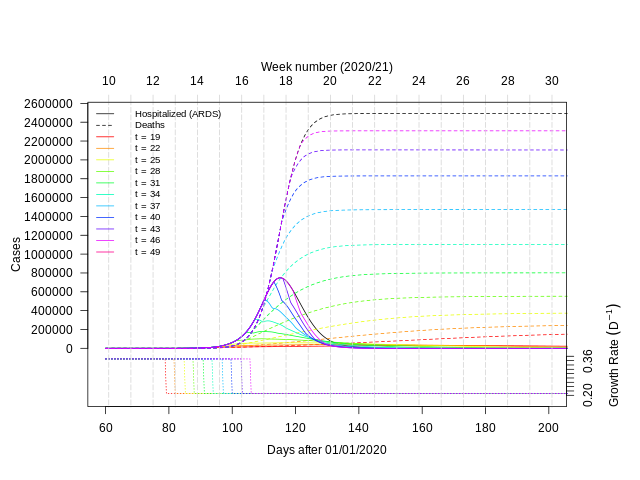 Week number (2020/21)
10 12 14 16 18 20 22 24 26 28 30
2600000
2400000
2200000
2000000
1800000
1600000
1400000
1200000
1000000
800000
600000
400000
200000
0
Cases
Hospitalized (ARDS)
Deaths
t = 19
t = 22
t = 25
t = 28
t = 31
t = 34
t = 37
t = 40
t = 43
t = 46
t = 49
0.36
0.20
Growth Rate (D⁻¹)
60 80 100 120 140 160 180 200
Days after 01/01/2020